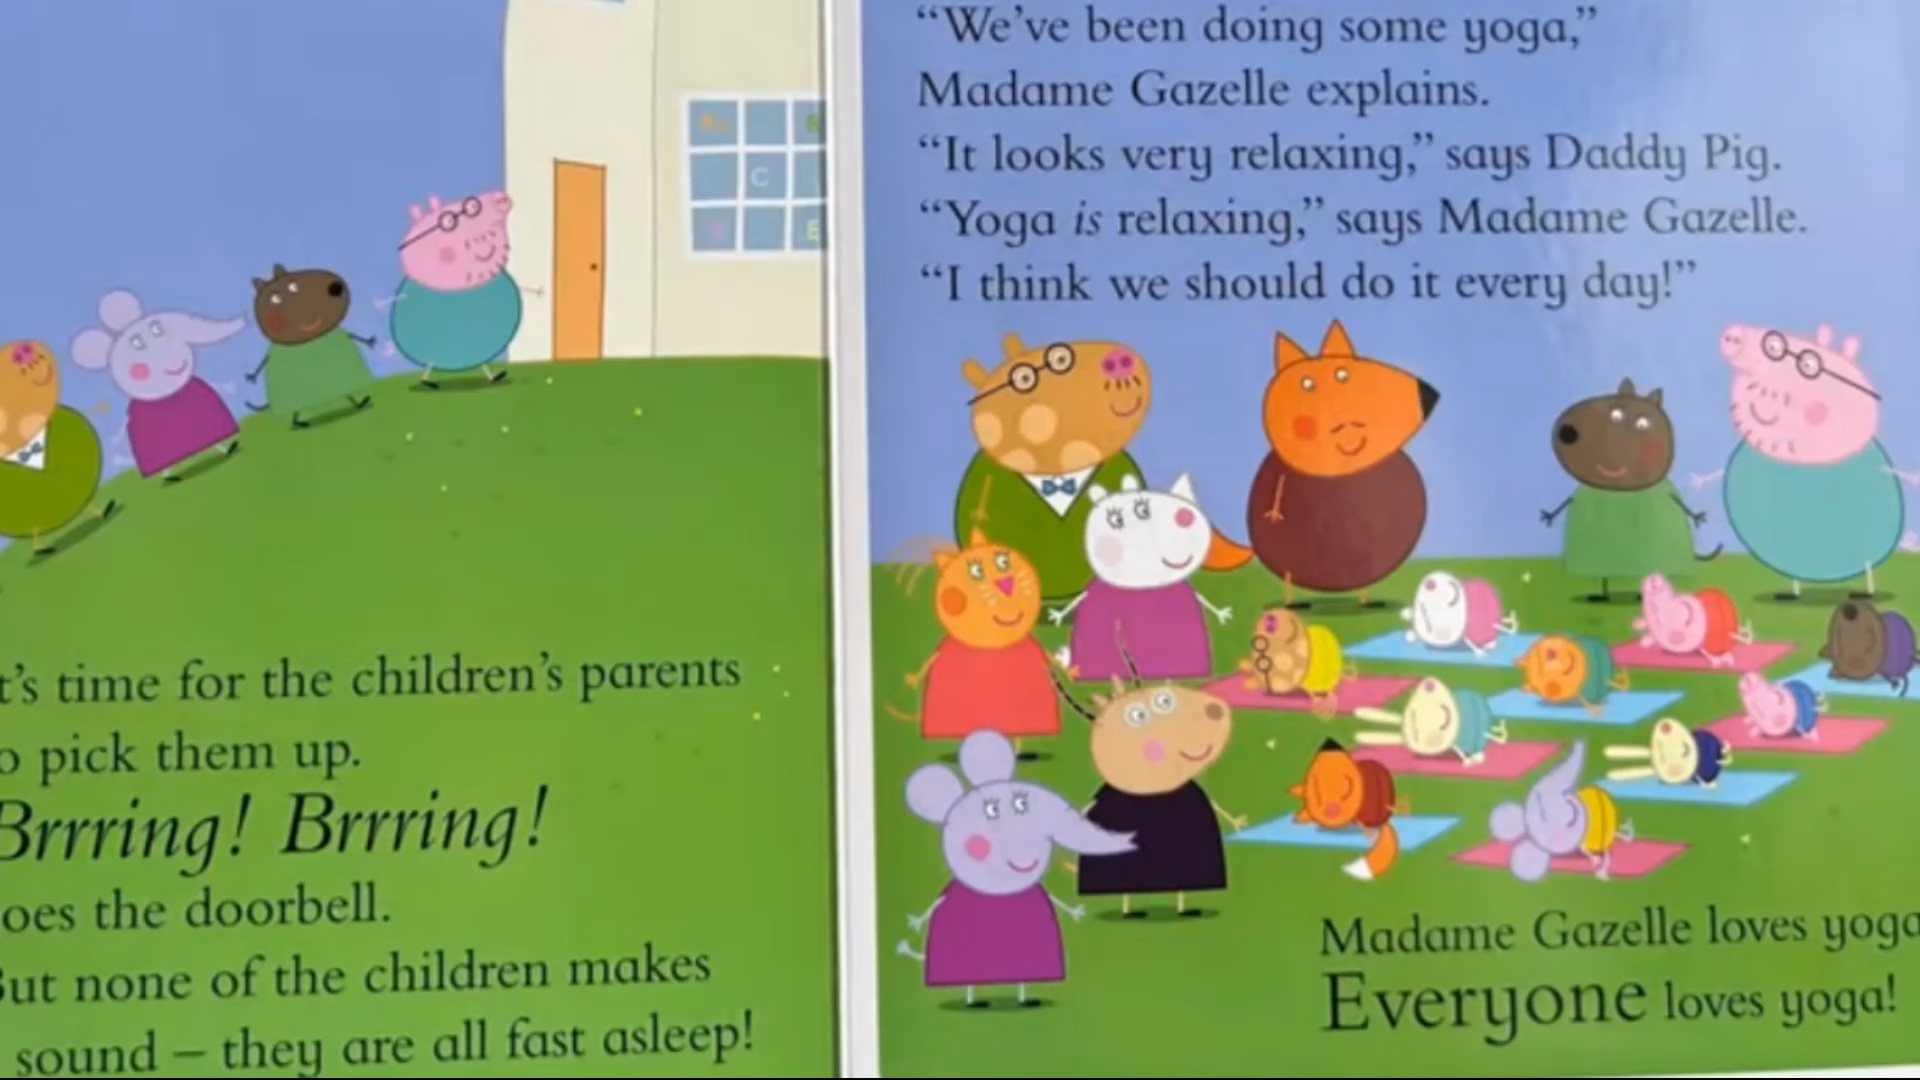 t's time for the children's parents
o pick them up.
Brrring! Brrring!
oes the doorbell.
But none of the children makes
sound – they are all fast asleep!
"We've been doing some yoga,"
Madame Gazelle explains.
"It looks very relaxing," says Daddy Pig.
"Yoga is relaxing," says Madame Gazelle.
"I think we should do it every day!"
Madame Gazelle loves yoga
Everyone loves yoga!